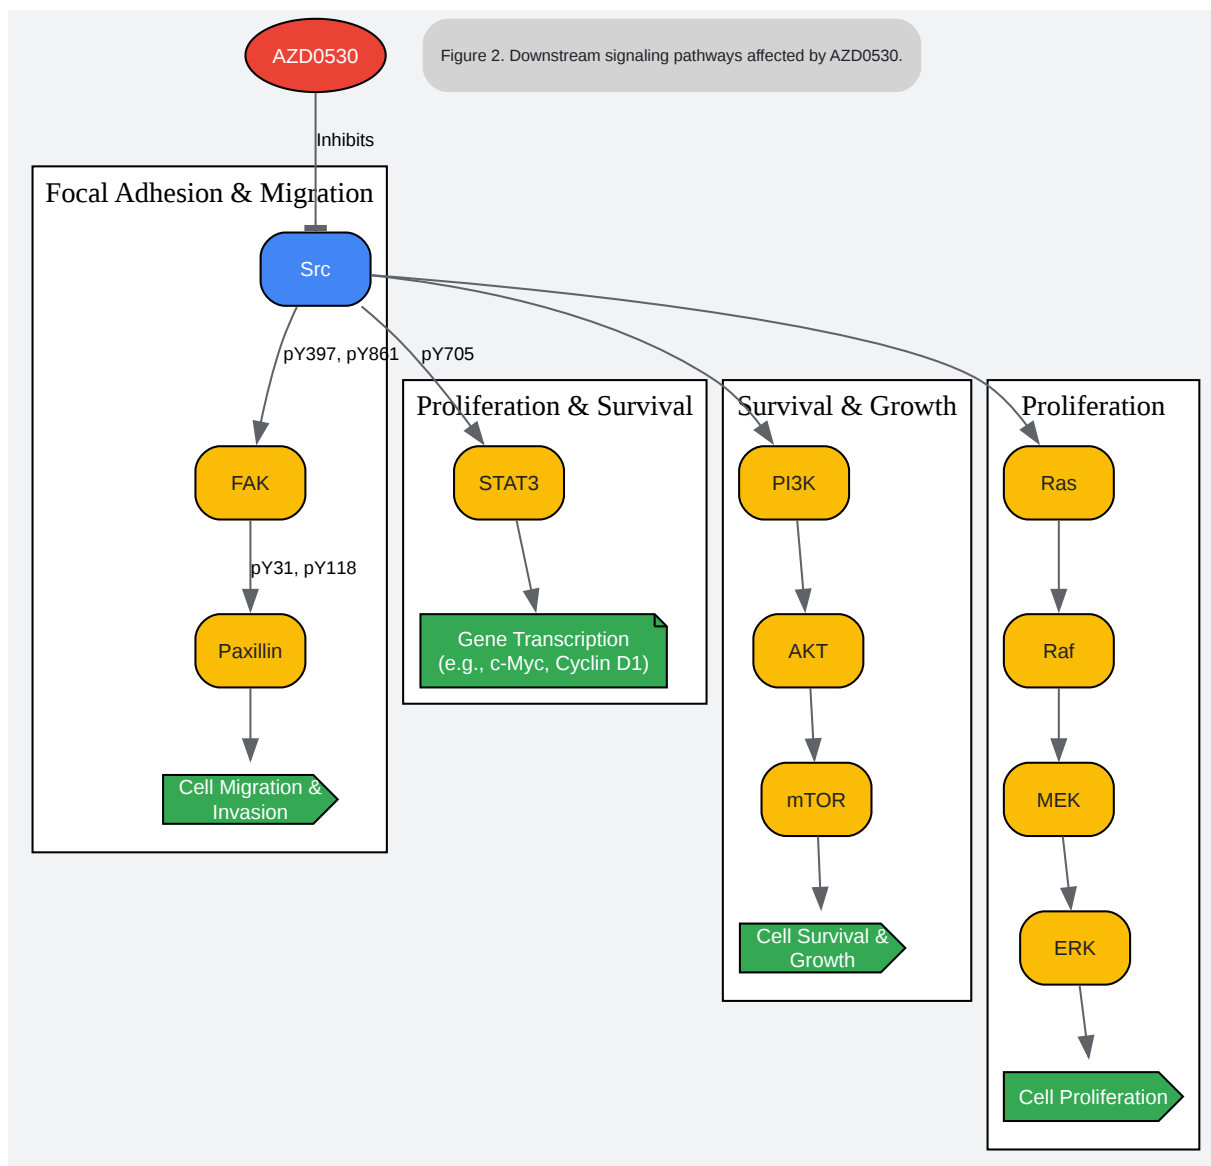 AZD0530
Figure 2. Downstream signaling pathways affected by AZD0530.
Inhibits
Focal Adhesion & Migration
Src
pY397, pY861
pY705
Proliferation & Survival
Survival & Growth
Proliferation
FAK
STAT3
PI3K
Ras
pY31, pY118
Paxillin
Gene Transcription
(e.g., c-Myc, Cyclin D1)
AKT
Raf
Cell Migration &
Invasion
mTOR
MEK
Cell Survival &
Growth
ERK
Cell Proliferation